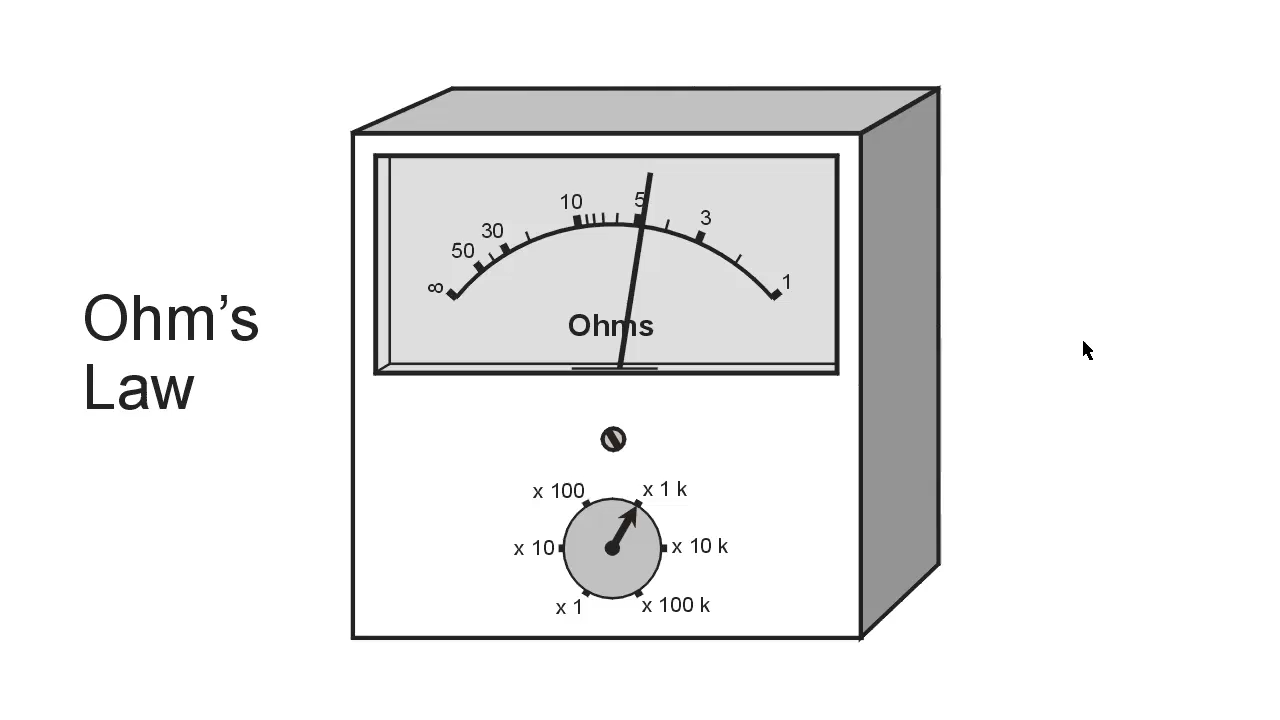 Ohm's
Law
∞ 50 30 10 5 3 1
Ohms
x 100 x 1 k
x 10 x 10 k
x 1 x 100 k